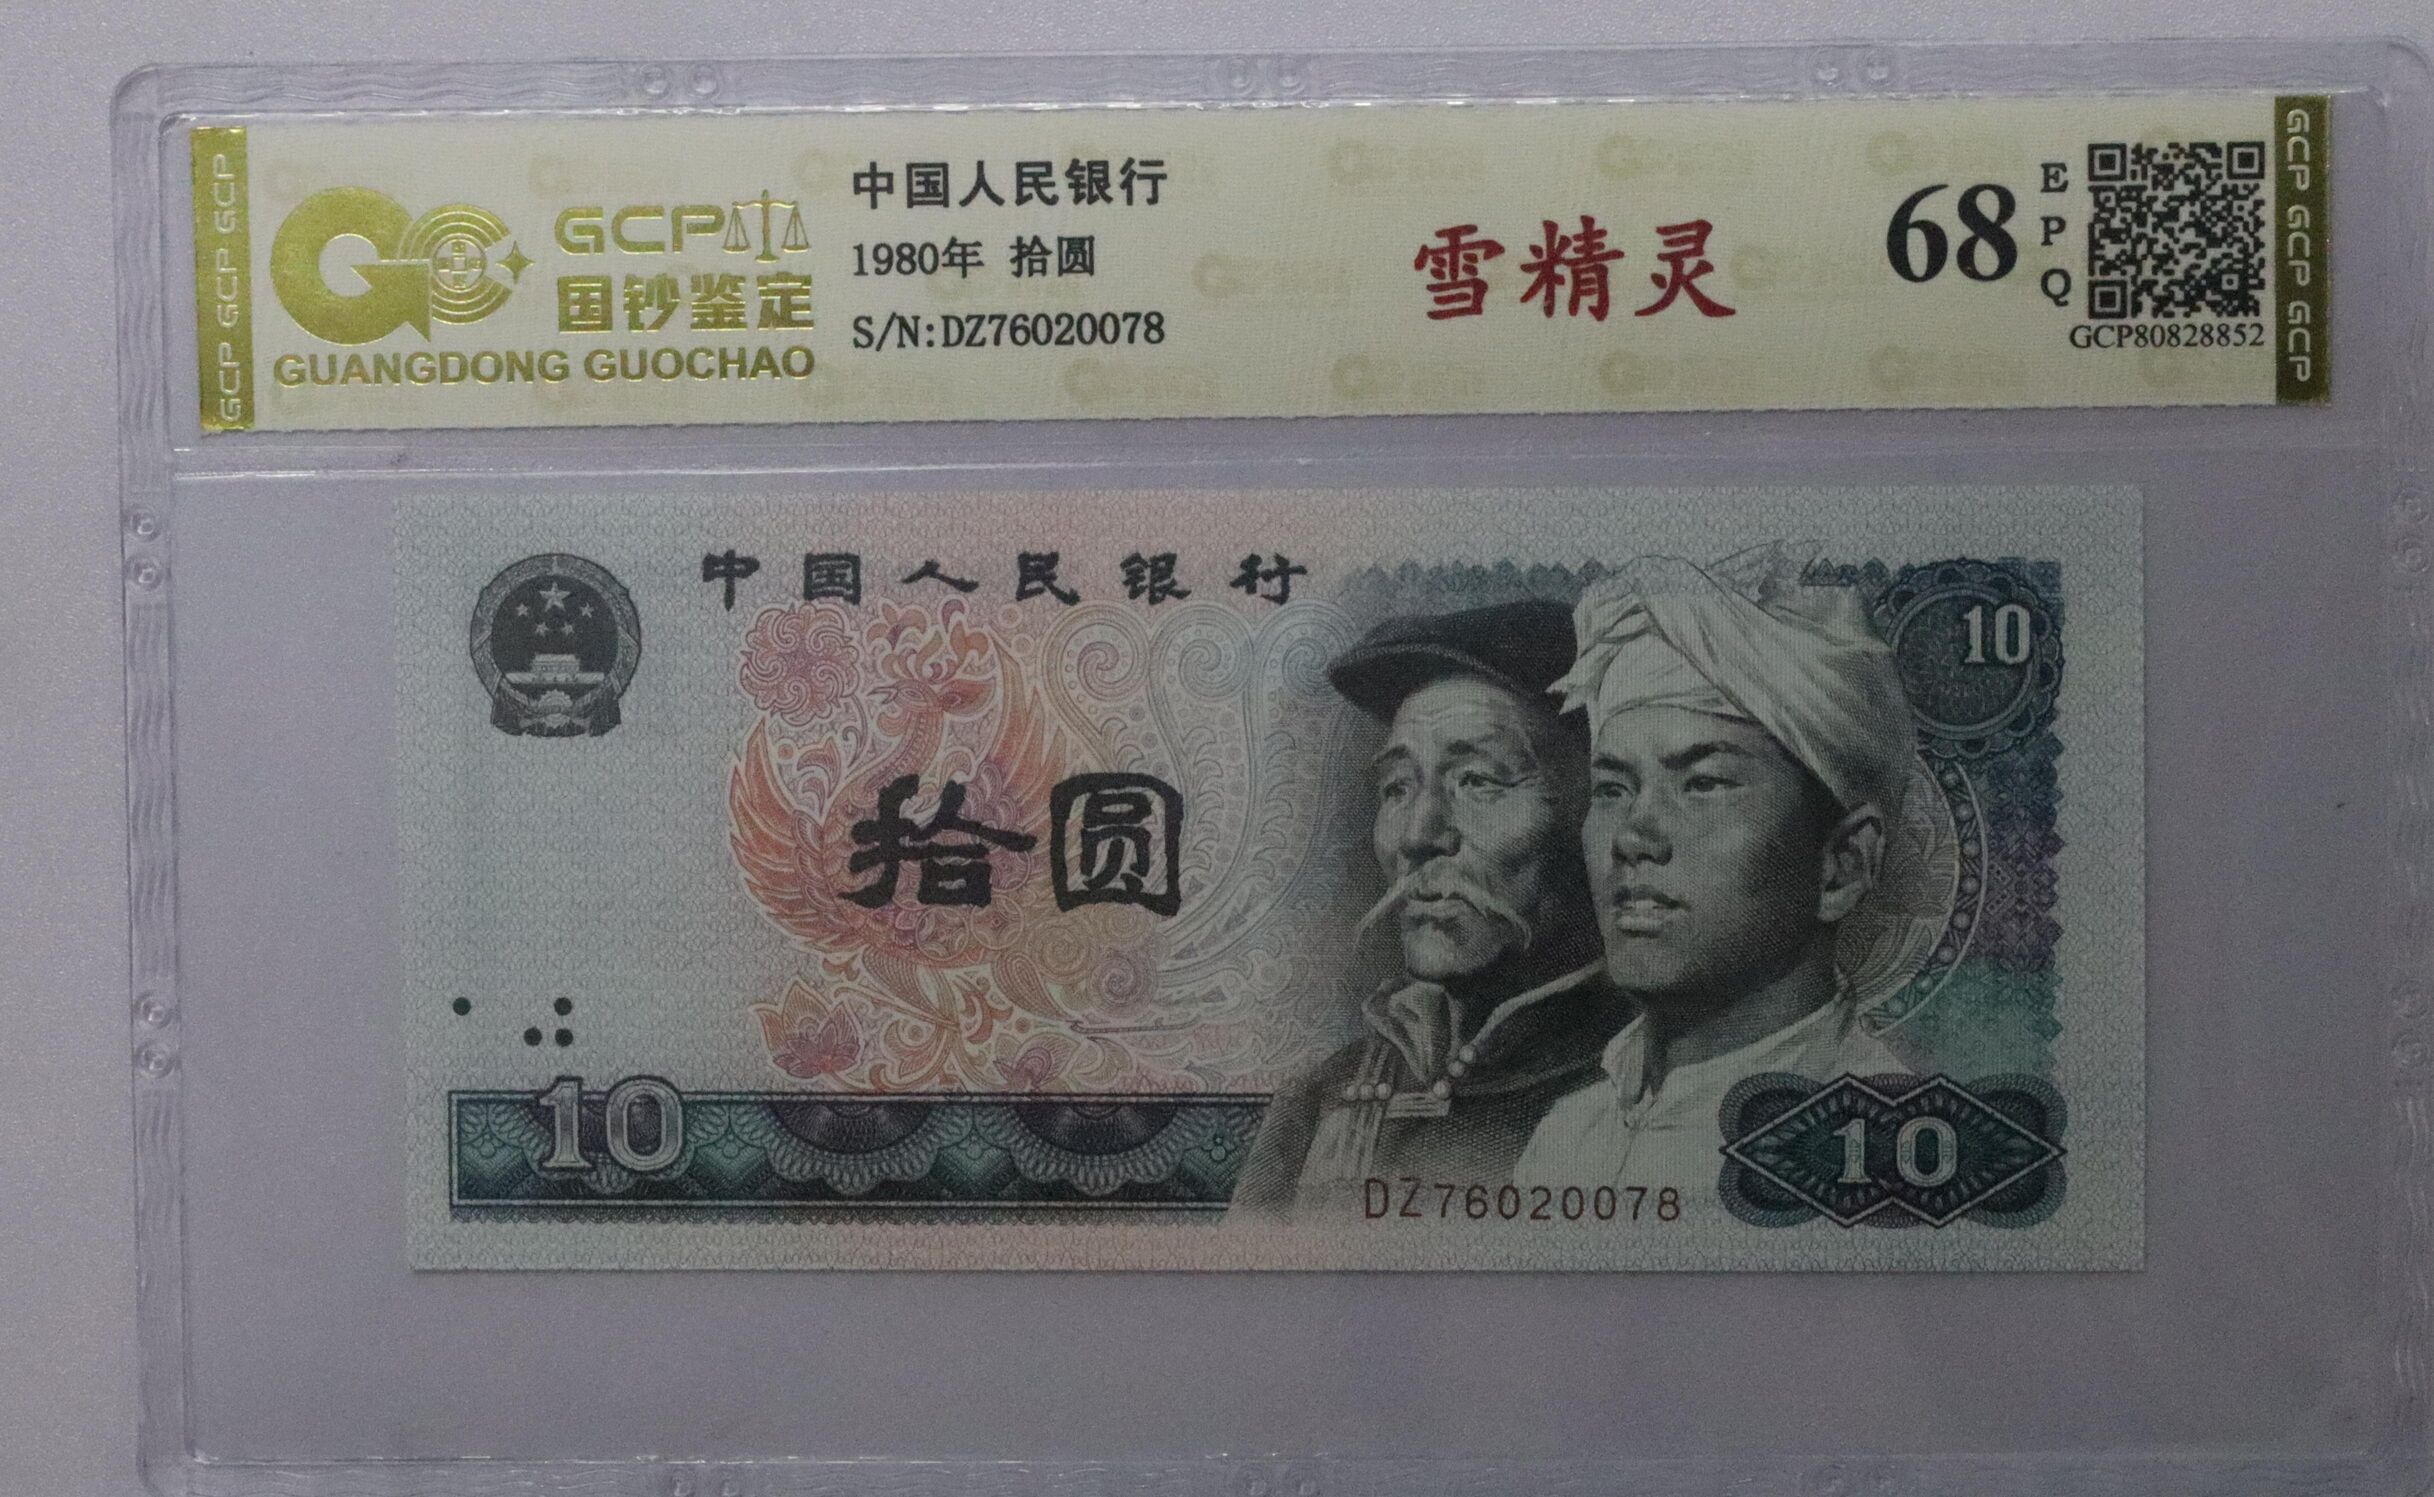 GCP GCP GCP
GCP
国钞鉴定
GUANGDONG GUOCHAO
中国人民银行
1980年 拾圆
S/N:DZ76020078
雪精灵
68
EPQ
GCP80828852
GCP GCP GCP
中国人民银行
10
拾圆
10
DZ76020078
10